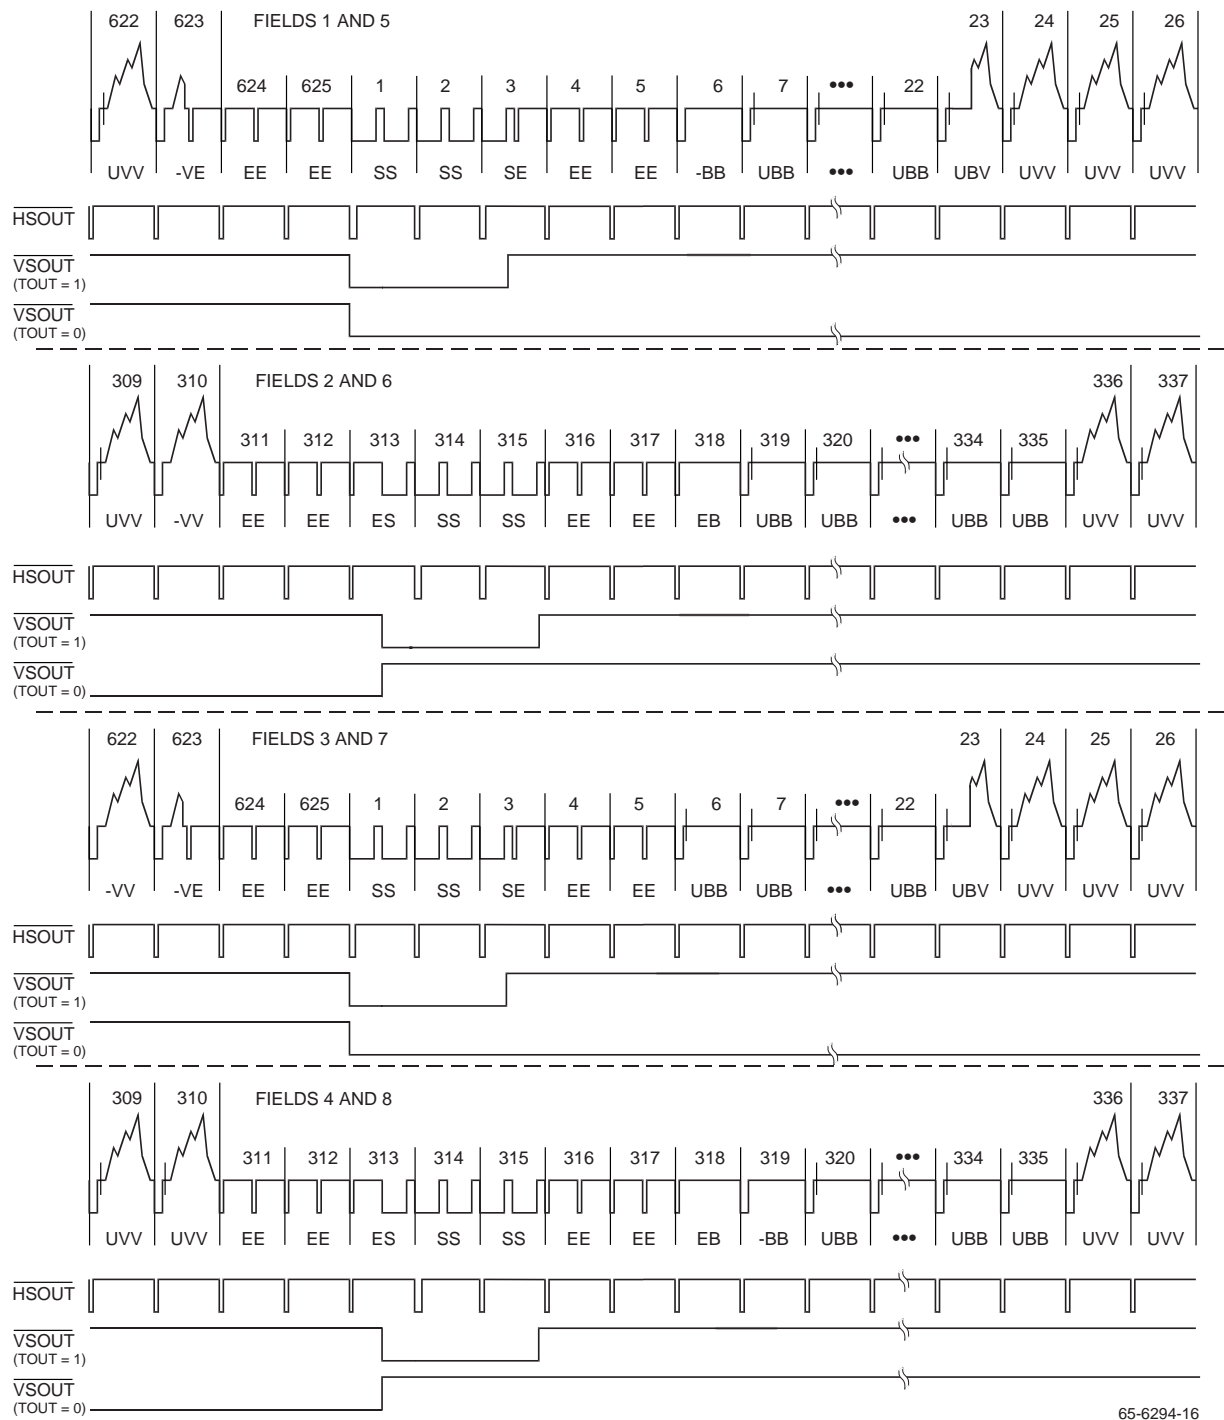 622 623 FIELDS 1 AND 5 23 24 25 26
624 625 1 2 3 4 5 6 7 ••• 22
UVV -VE EE EE SS SS SE EE EE -BB UBB ••• UBB UBV UVV UVV UVV
HSOUT
VSOUT
(TOUT = 1)
VSOUT
(TOUT = 0)
309 310 FIELDS 2 AND 6 336 337
311 312 313 314 315 316 317 318 319 320 ••• 334 335
UVV -VV EE EE ES SS SS EE EE EB UBB UBB ••• UBB UBB UVV UVV
HSOUT
VSOUT
(TOUT = 1)
VSOUT
(TOUT = 0)
622 623 FIELDS 3 AND 7 23 24 25 26
624 625 1 2 3 4 5 6 7 ••• 22
-VV -VE EE EE SS SS SE EE EE UBB UBB ••• UBB UBV UVV UVV UVV
HSOUT
VSOUT
(TOUT = 1)
VSOUT
(TOUT = 0)
309 310 FIELDS 4 AND 8 336 337
311 312 313 314 315 316 317 318 319 320 ••• 334 335
UVV UVV EE EE ES SS SS EE EE EB -BB UBB ••• UBB UBB UVV UVV
HSOUT
VSOUT
(TOUT = 1)
VSOUT
(TOUT = 0)
65-6294-16